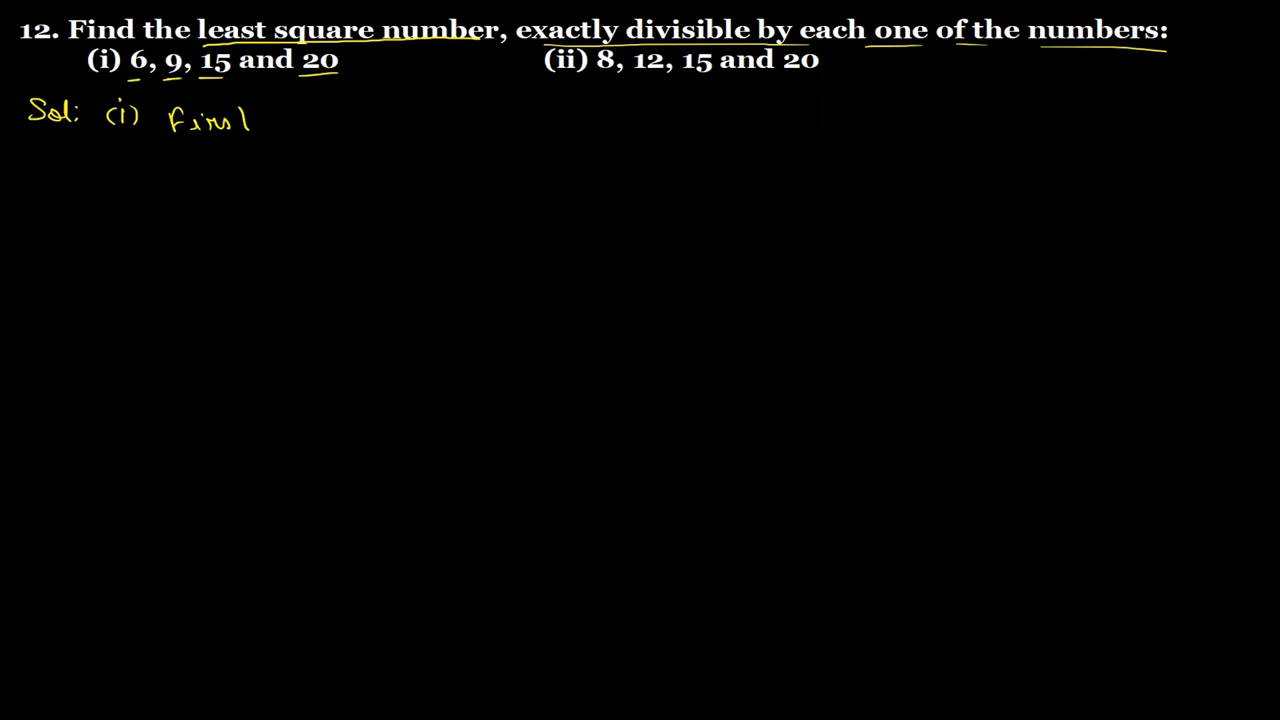 12. Find the least square number, exactly divisible by each one of the numbers:
(i) 6, 9, 15 and 20 (ii) 8, 12, 15 and 20
Sol: (i) First